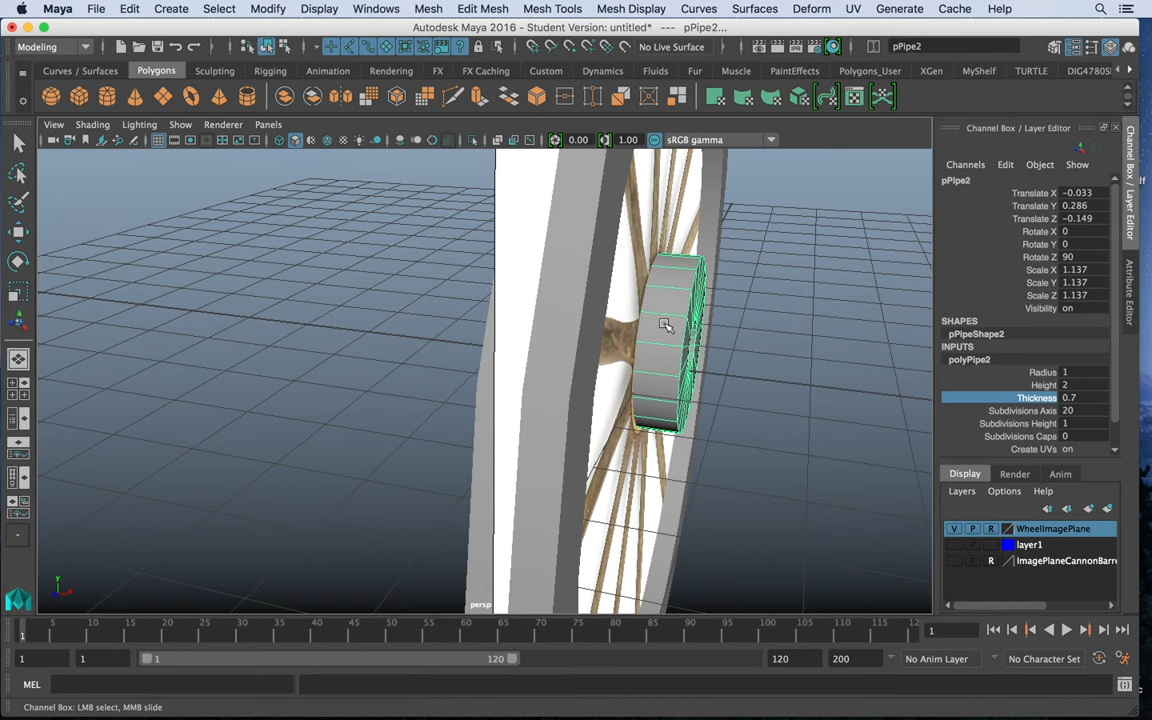 Maya File Edit Create Select Modify Display Windows Mesh Edit Mesh Mesh Tools Mesh Display Curves Surfaces Deform UV Generate Cache Help
Autodesk Maya 2016 - Student Version: untitled* --- pPipe2...
Modeling No Live Surface pPipe2
Curves / Surfaces Polygons Sculpting Rigging Animation Rendering FX FX Caching Custom Dynamics Fluids Fur Muscle PaintEffects Polygons_User XGen MyShelf TURTLE DIG4780S
View Shading Lighting Show Renderer Panels
0.00 1.00 sRGB gamma
Channel Box / Layer Editor
Channels Edit Object Show
pPipe2
Translate X -0.033
Translate Y 0.286
Translate Z -0.149
Rotate X 0
Rotate Y 0
Rotate Z 90
Scale X 1.137
Scale Y 1.137
Scale Z 1.137
Visibility on
SHAPES
pPipeShape2
INPUTS
polyPipe2
Radius 1
Height 2
Thickness 0.7
Subdivisions Axis 20
Subdivisions Height 1
Subdivisions Caps 0
Create UVs on
Channel Box / Layer Editor
Attribute Editor
Display Render Anim
Layers Options Help
V P R WheelImagePlane
P layer1
P R ImagePlaneCannonBarre
y
persp
1 5 10 15 20 25 30 35 40 45 50 55 60 65 70 75 80 85 90 95 100 105 110 115 12 1
1 1 1 120 120 200 No Anim Layer No Character Set
MEL
Channel Box: LMB select, MMB slide